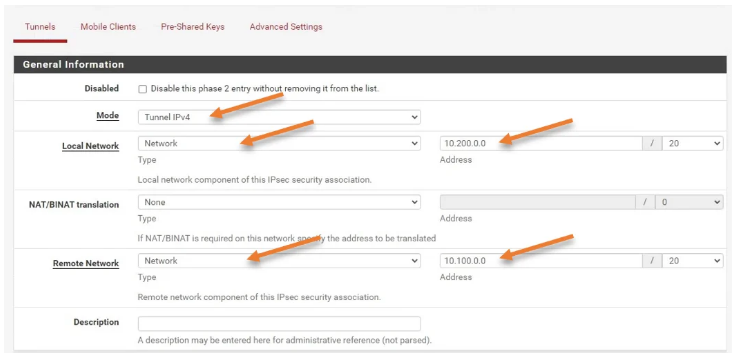 Tunnels Mobile Clients Pre-Shared Keys Advanced Settings
General Information
Disabled Disable this phase 2 entry without removing it from the list.
Mode Tunnel IPv4
Local Network Network 10.200.0.0 / 20
Type Address
Local network component of this IPsec security association.
NAT/BINAT translation None / 0
Type Address
If NAT/BINAT is required on this network specify the address to be translated
Remote Network Network 10.100.0.0 / 20
Type Address
Remote network component of this IPsec security association.
Description
A description may be entered here for administrative reference (not parsed).